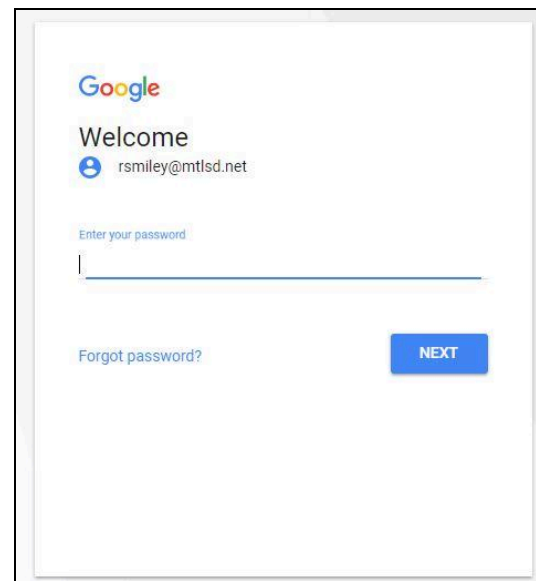 Google
Welcome
rsmiley@mtlsd.net
Enter your password
Forgot password?
NEXT